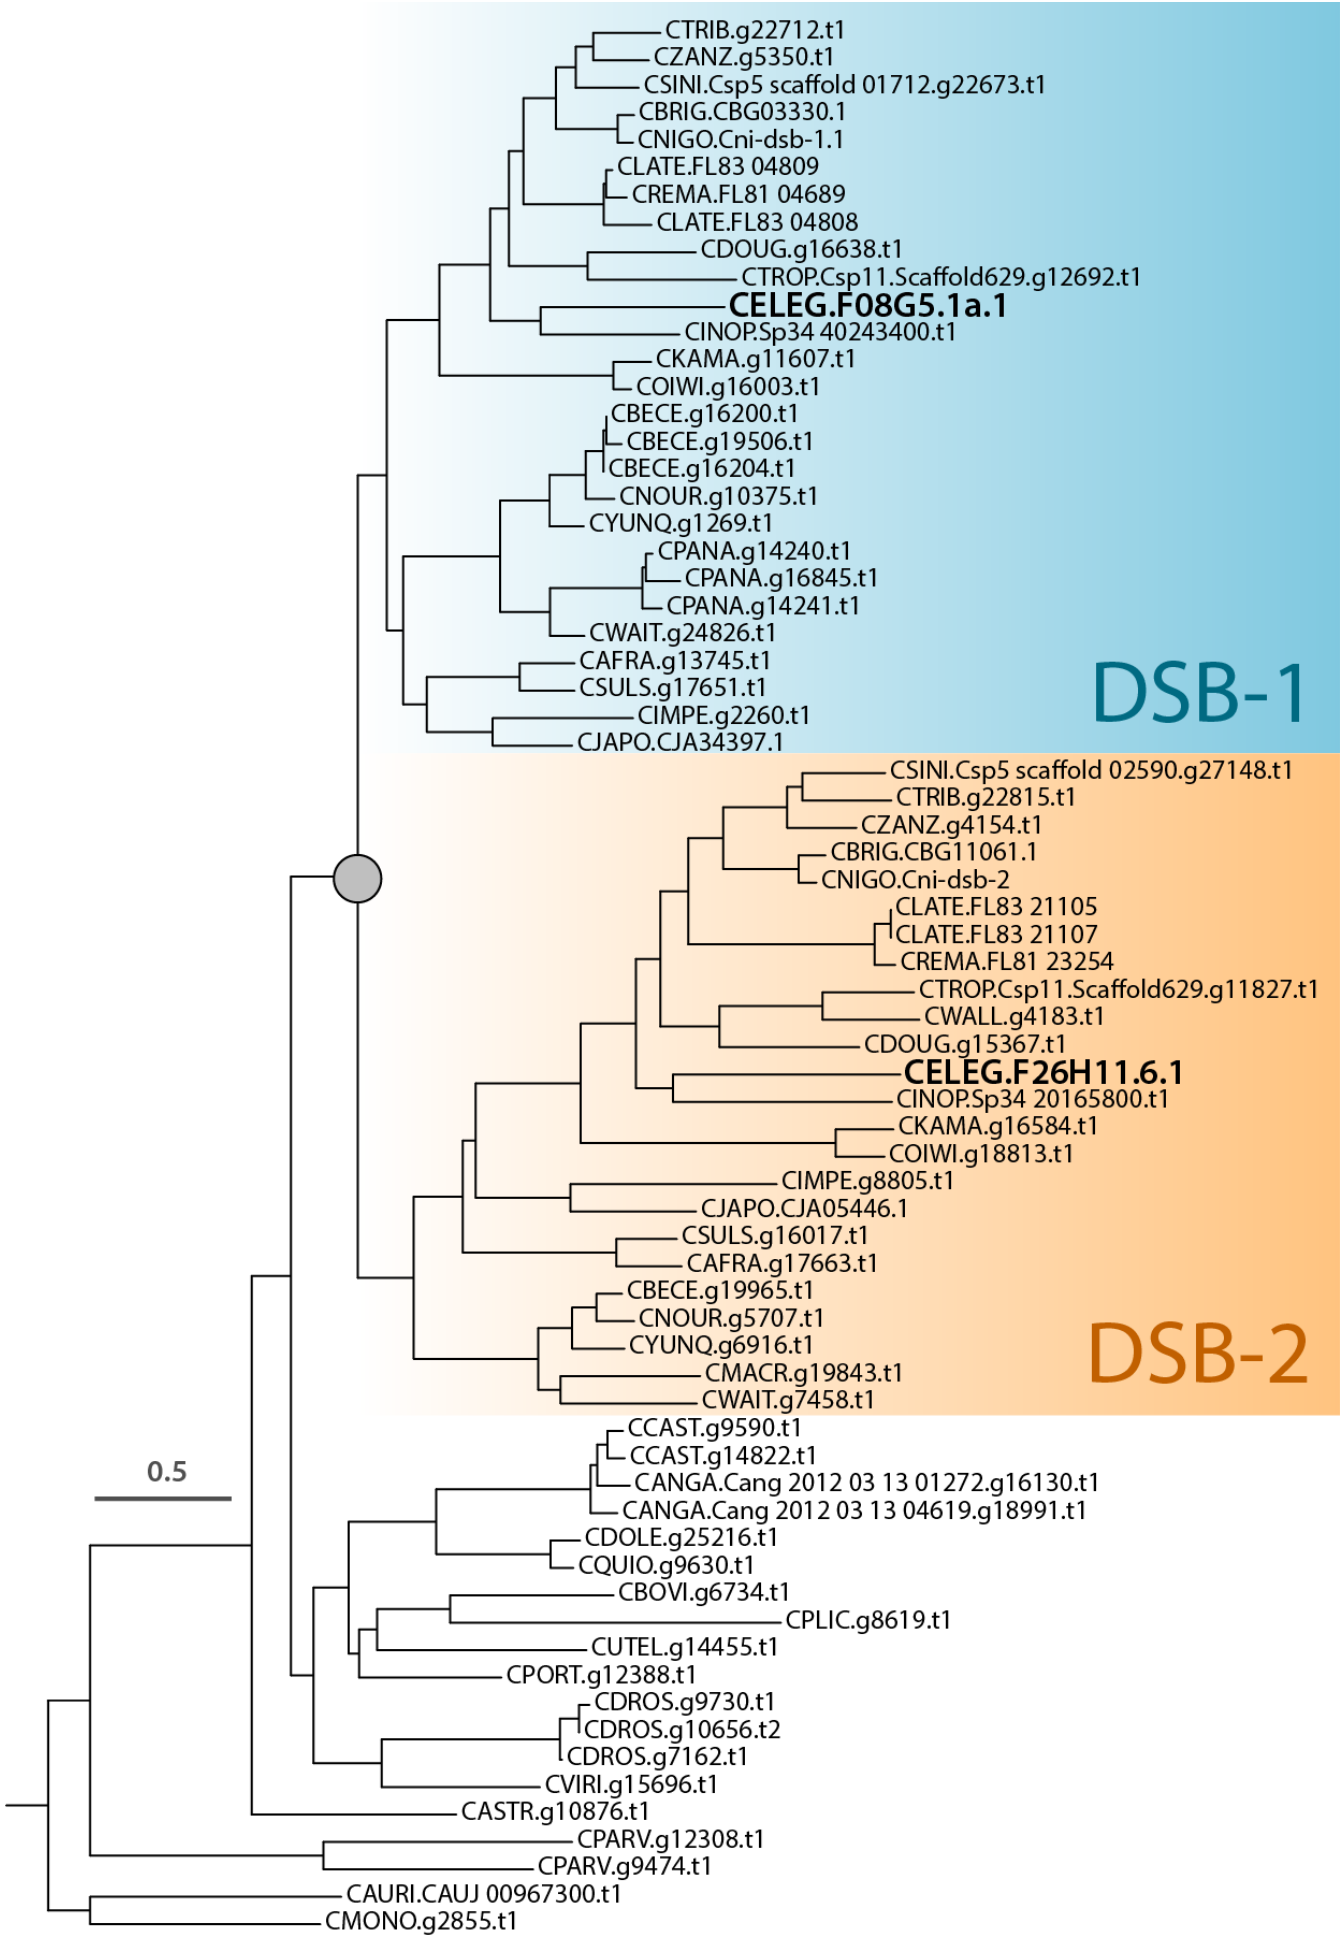 CTRIB.g22712.t1
CZANZ.g5350.t1
CSINI.Csp5 scaffold 01712.g22673.t1
CBRIG.CBG03330.1
CNIGO.Cni-dsb-1.1
CLATE.FL83 04809
CREMA.FL81 04689
CLATE.FL83 04808
CDOUG.g16638.t1
CTROP.Csp11.Scaffold629.g12692.t1
CELEG.F08G5.1a.1
CINOP.Sp34 40243400.t1
CKAMA.g11607.t1
COIWI.g16003.t1
CBECE.g16200.t1
CBECE.g19506.t1
CBECE.g16204.t1
CNOUR.g10375.t1
CYUNQ.g1269.t1
CPANA.g14240.t1
CPANA.g16845.t1
CPANA.g14241.t1
CWAIT.g24826.t1
CAFRA.g13745.t1
CSULS.g17651.t1
CIMPE.g2260.t1
CJAPO.CJA34397.1
DSB-1
CSINI.Csp5 scaffold 02590.g27148.t1
CTRIB.g22815.t1
CZANZ.g4154.t1
CBRIG.CBG11061.1
CNIGO.Cni-dsb-2
CLATE.FL83 21105
CLATE.FL83 21107
CREMA.FL81 23254
CTROP.Csp11.Scaffold629.g11827.t1
CWALL.g4183.t1
CDOUG.g15367.t1
CELEG.F26H11.6.1
CINOP.Sp34 20165800.t1
CKAMA.g16584.t1
COIWI.g18813.t1
CIMPE.g8805.t1
CJAPO.CJA05446.1
CSULS.g16017.t1
CAFRA.g17663.t1
CBECE.g19965.t1
CNOUR.g5707.t1
CYUNQ.g6916.t1
CMACR.g19843.t1
CWAIT.g7458.t1
DSB-2
CCAST.g9590.t1
CCAST.g14822.t1
CANGA.Cang 2012 03 13 01272.g16130.t1
CANGA.Cang 2012 03 13 04619.g18991.t1
0.5
CDOLE.g25216.t1
CQUIO.g9630.t1
CBOVI.g6734.t1
CPLIC.g8619.t1
CUTEL.g14455.t1
CPORT.g12388.t1
CDROS.g9730.t1
CDROS.g10656.t2
CDROS.g7162.t1
CVIRI.g15696.t1
CASTR.g10876.t1
CPARV.g12308.t1
CPARV.g9474.t1
CAURI.CAUJ 00967300.t1
CMONO.g2855.t1